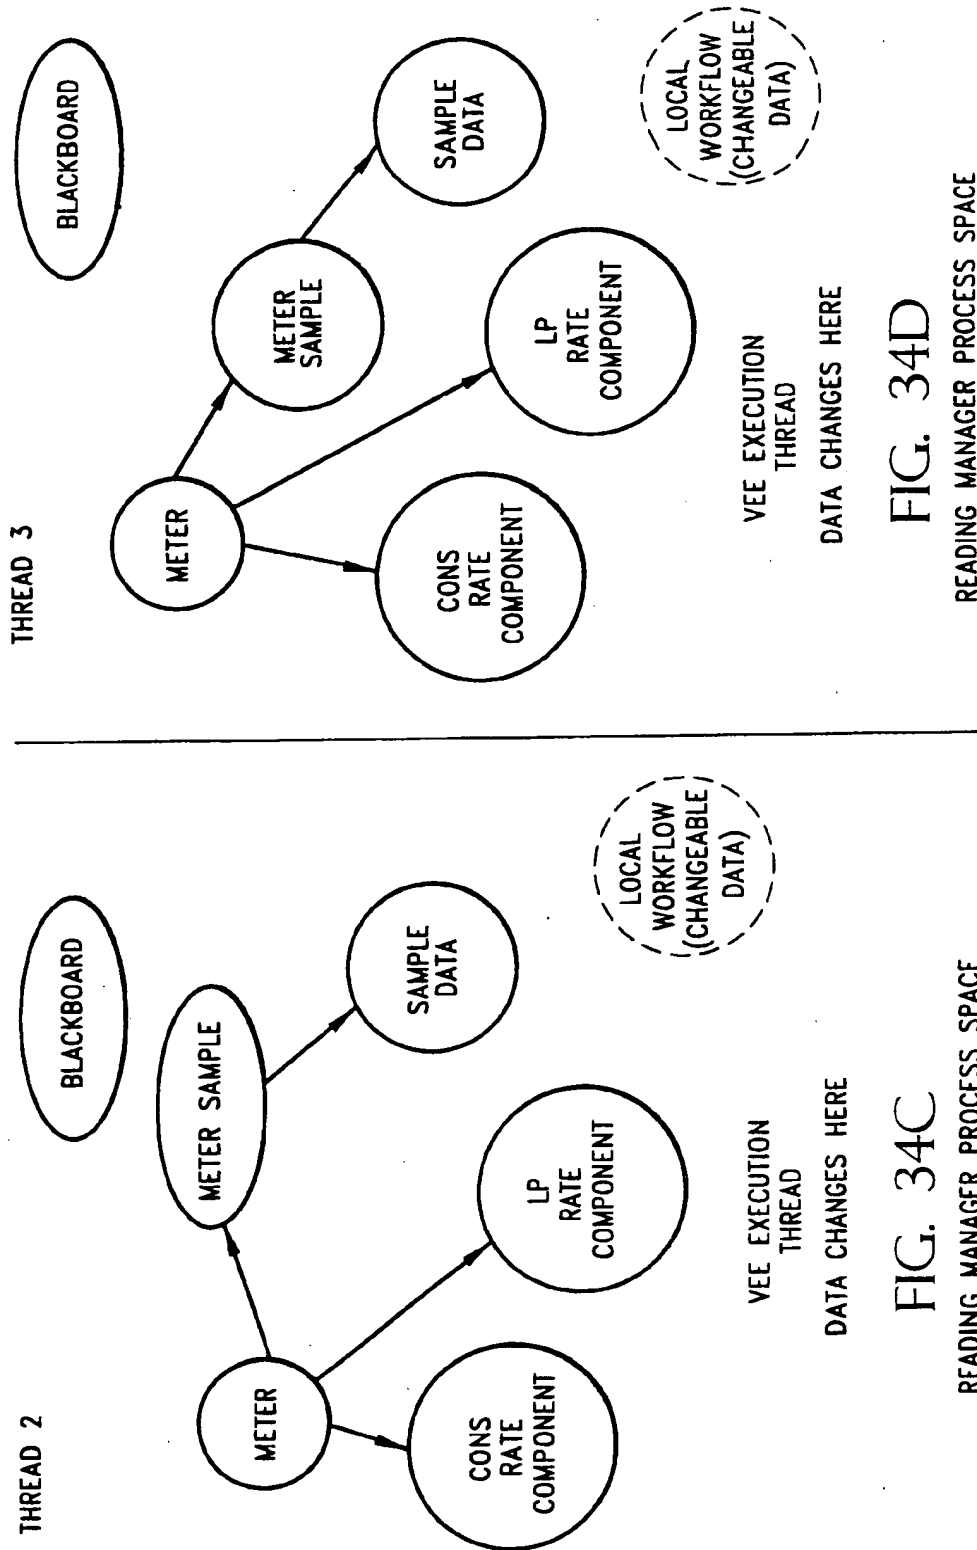 THREAD 2
BLACKBOARD
METER SAMPLE
METER
SAMPLE
DATA
CONS
RATE
COMPONENT
LP
RATE
COMPONENT
LOCAL
WORKFLOW
(CHANGEABLE
DATA)
VEE EXECUTION
THREAD
DATA CHANGES HERE
FIG. 34C
READING MANAGER PROCESS SPACE
THREAD 3
BLACKBOARD
METER
METER
SAMPLE
SAMPLE
DATA
CONS
RATE
COMPONENT
LP
RATE
COMPONENT
LOCAL
WORKFLOW
(CHANGEABLE
DATA)
VEE EXECUTION
THREAD
DATA CHANGES HERE
FIG. 34D
READING MANAGER PROCESS SPACE